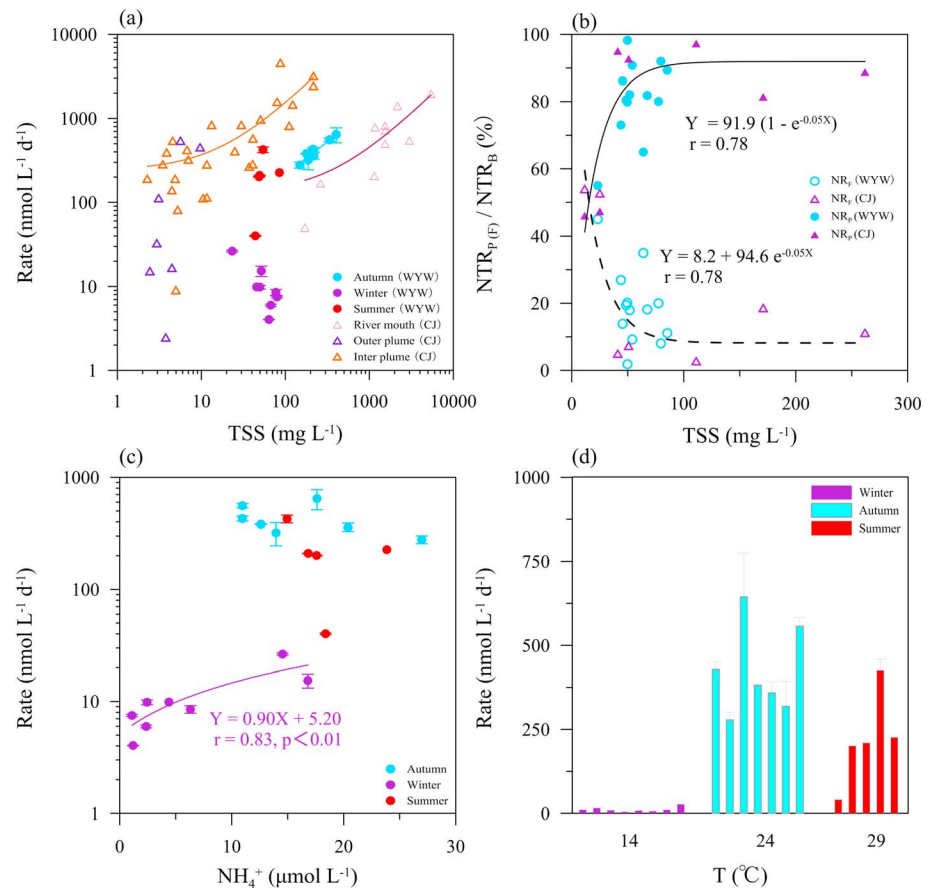 (a)
10000
1000
100
10
1
Rate (nmol L⁻¹ d⁻¹)
Autumn (WYW)
Winter (WYW)
Summer (WYW)
River mouth (CJ)
Outer plume (CJ)
Inter plume (CJ)
1 10 100 1000 10000
TSS (mg L⁻¹)
(b)
100
80
60
40
20
0
NTR_P (F) / NTR_B (%)
Y = 91.9 (1 - e^-0.05X)
r = 0.78
NR_F (WYW)
NR_F (CJ)
NR_P (WYW)
NR_P (CJ)
Y = 8.2 + 94.6 e^-0.05X
r = 0.78
0 100 200 300
TSS (mg L⁻¹)
(c)
1000
100
10
1
Rate (nmol L⁻¹ d⁻¹)
Y = 0.90X + 5.20
r = 0.83, p＜0.01
Autumn
Winter
Summer
0 10 20 30
NH₄⁺ (μmol L⁻¹)
(d)
1000
750
500
250
0
Rate (nmol L⁻¹ d⁻¹)
Winter
Autumn
Summer
14 24 29
T (℃)